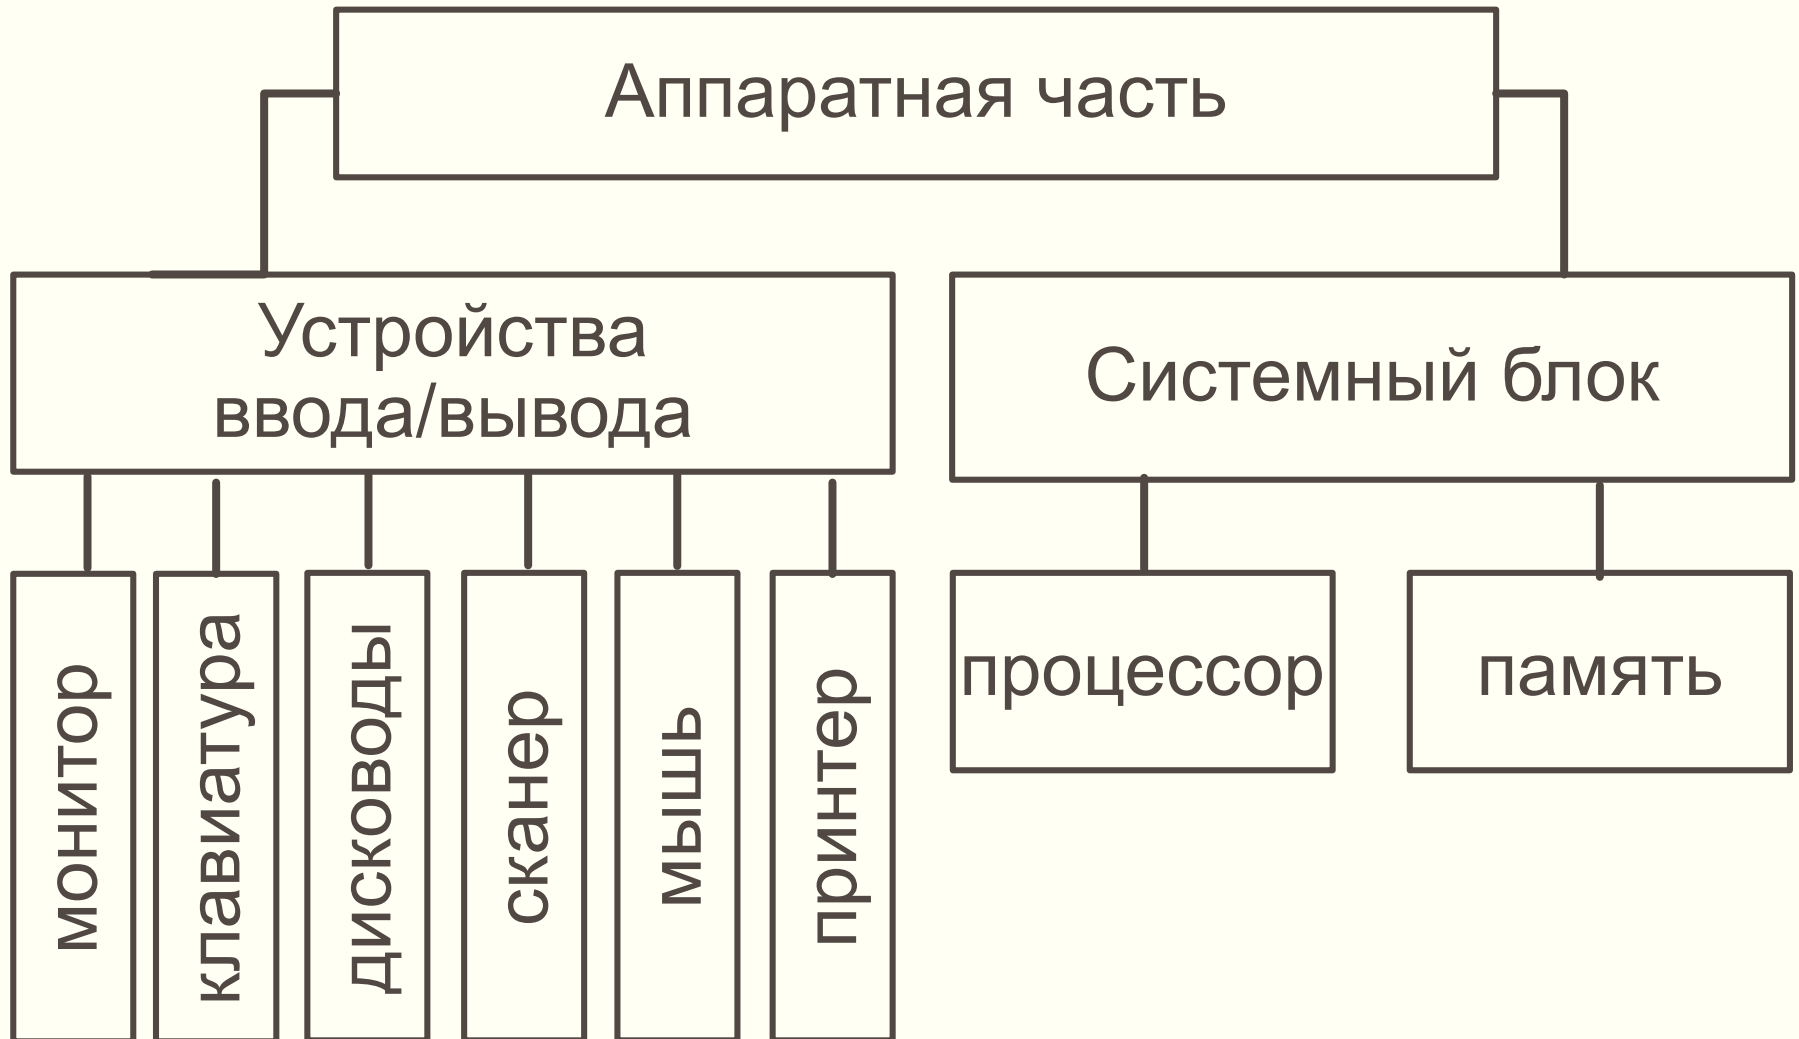 Аппаратная часть
Устройства
ввода/вывода
Системный блок
монитор
клавиатура
дисководы
сканер
мышь
принтер
процессор
память